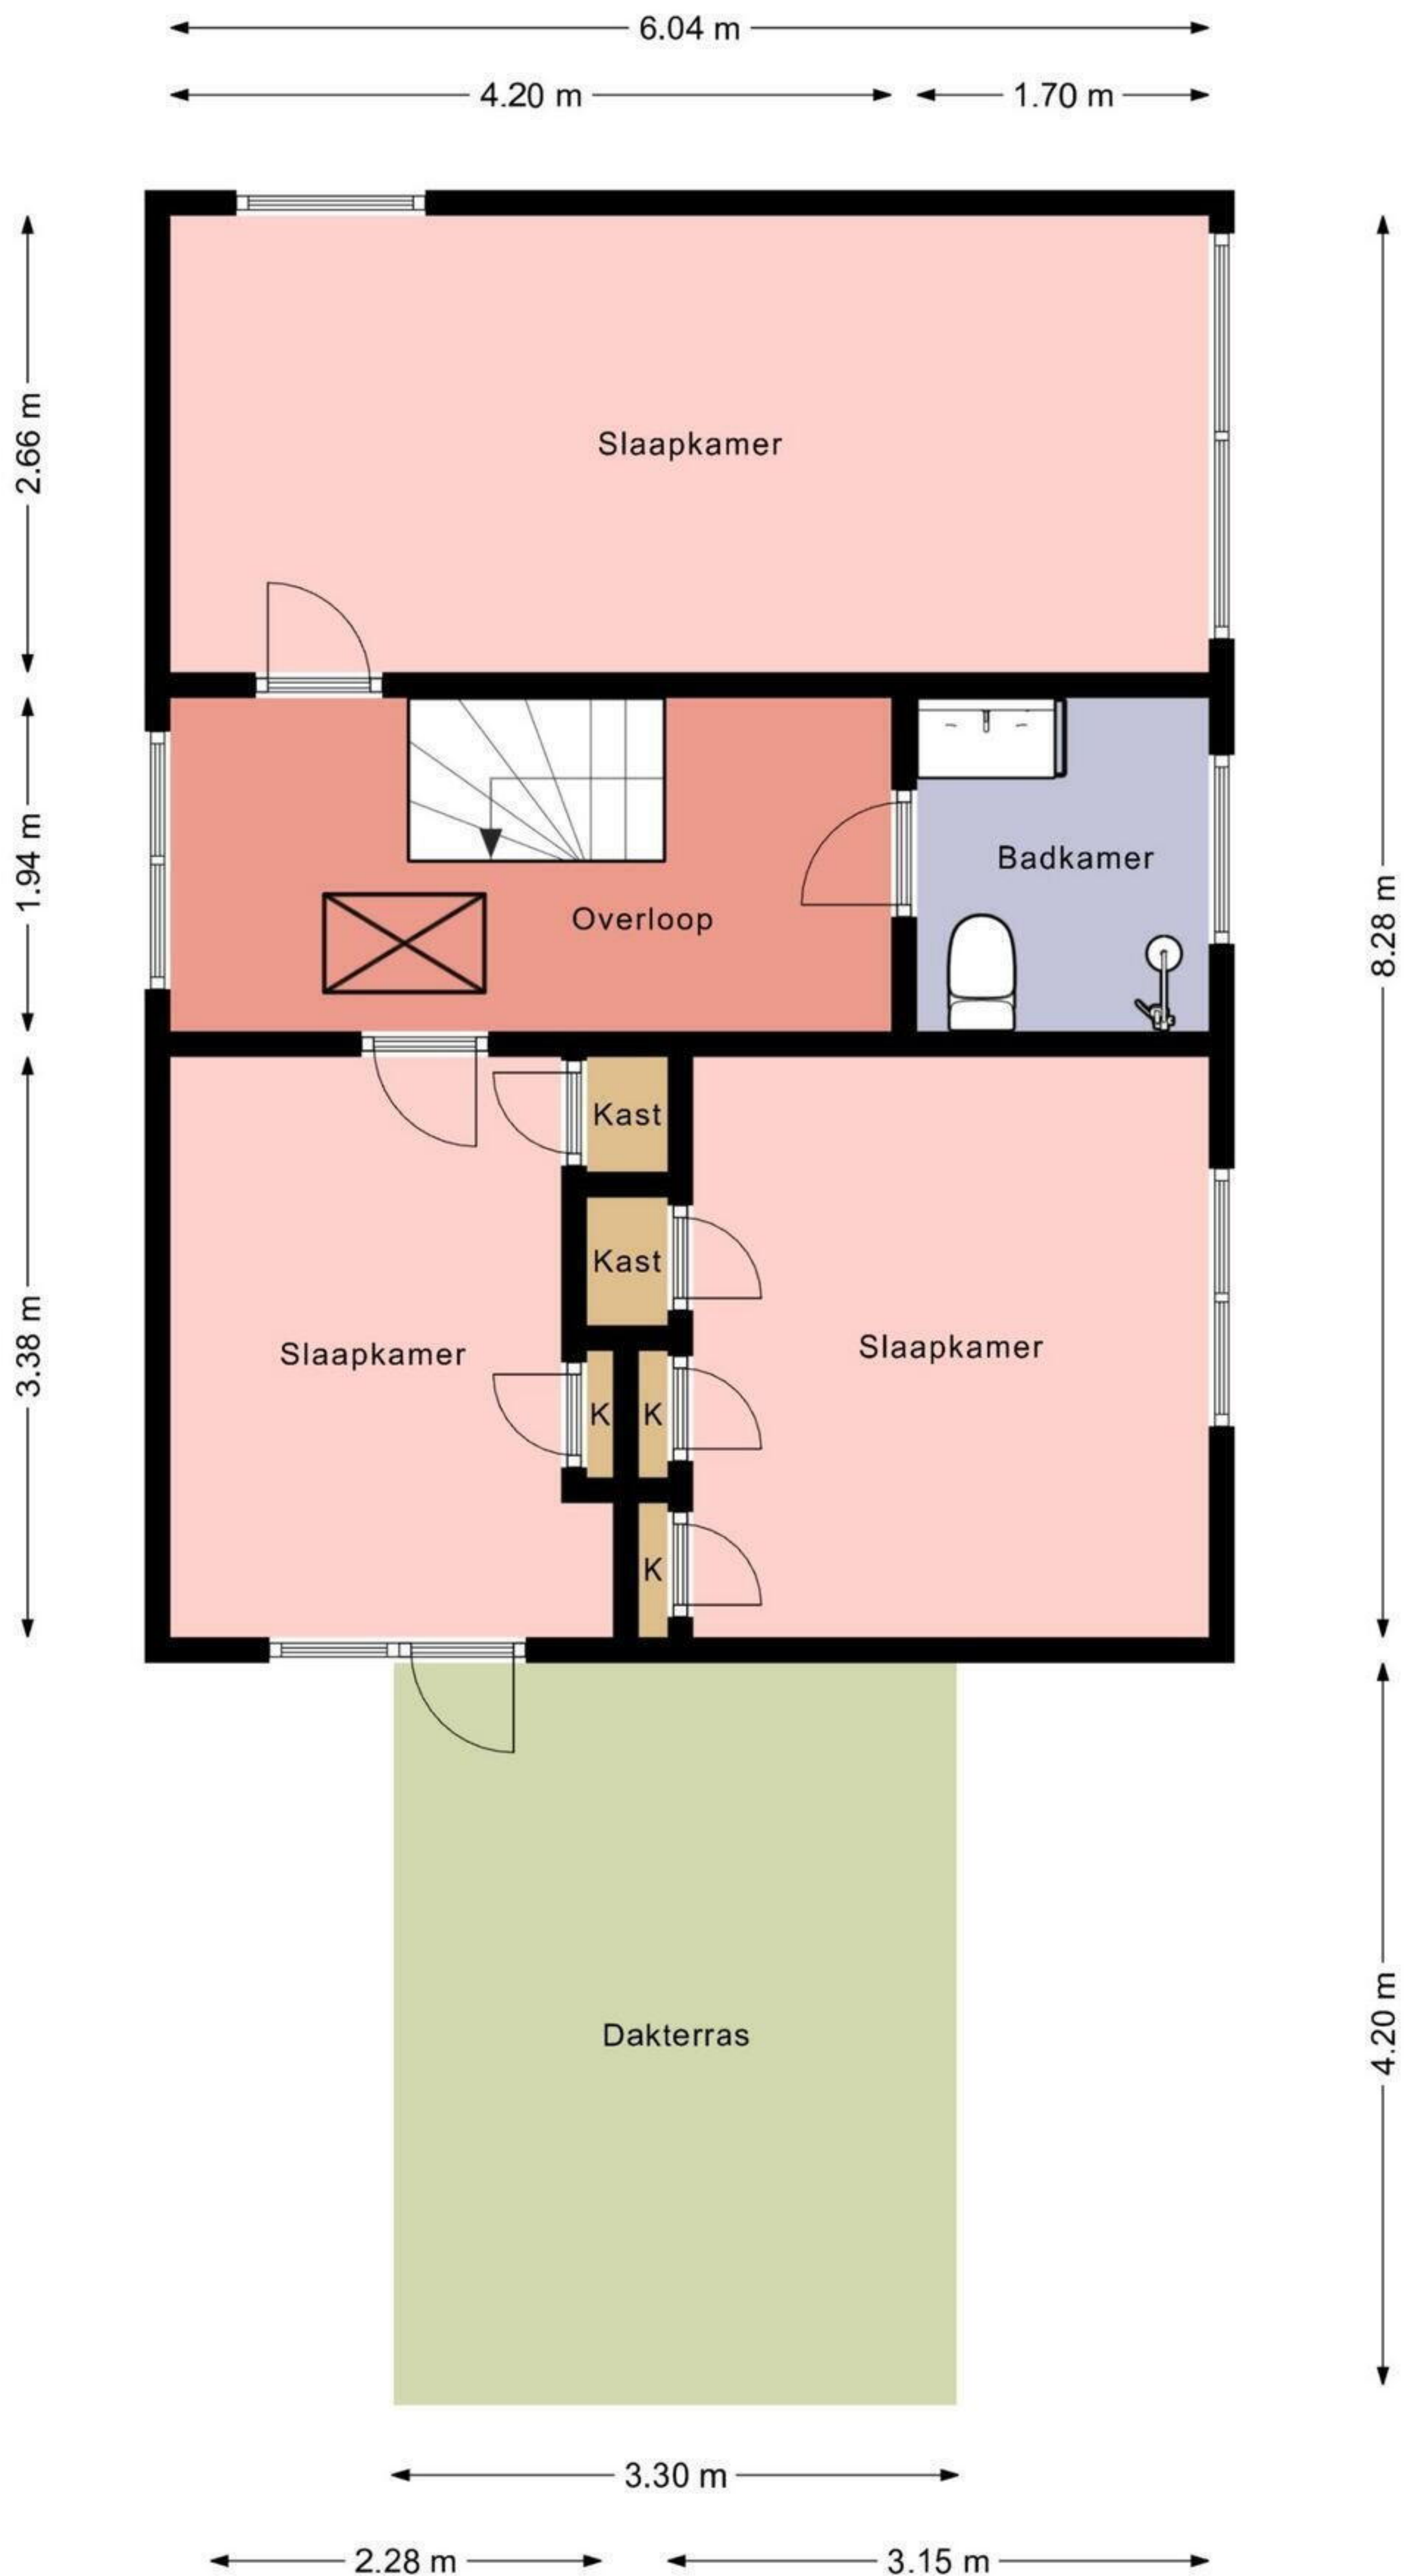 6.04 m
4.20 m
1.70 m
2.66 m
Slaapkamer
1.94 m
Badkamer
Overloop
8.28 m
Kast
Kast
3.38 m
Slaapkamer
Slaapkamer
K
K
K
Dakterras
4.20 m
3.30 m
2.28 m
3.15 m